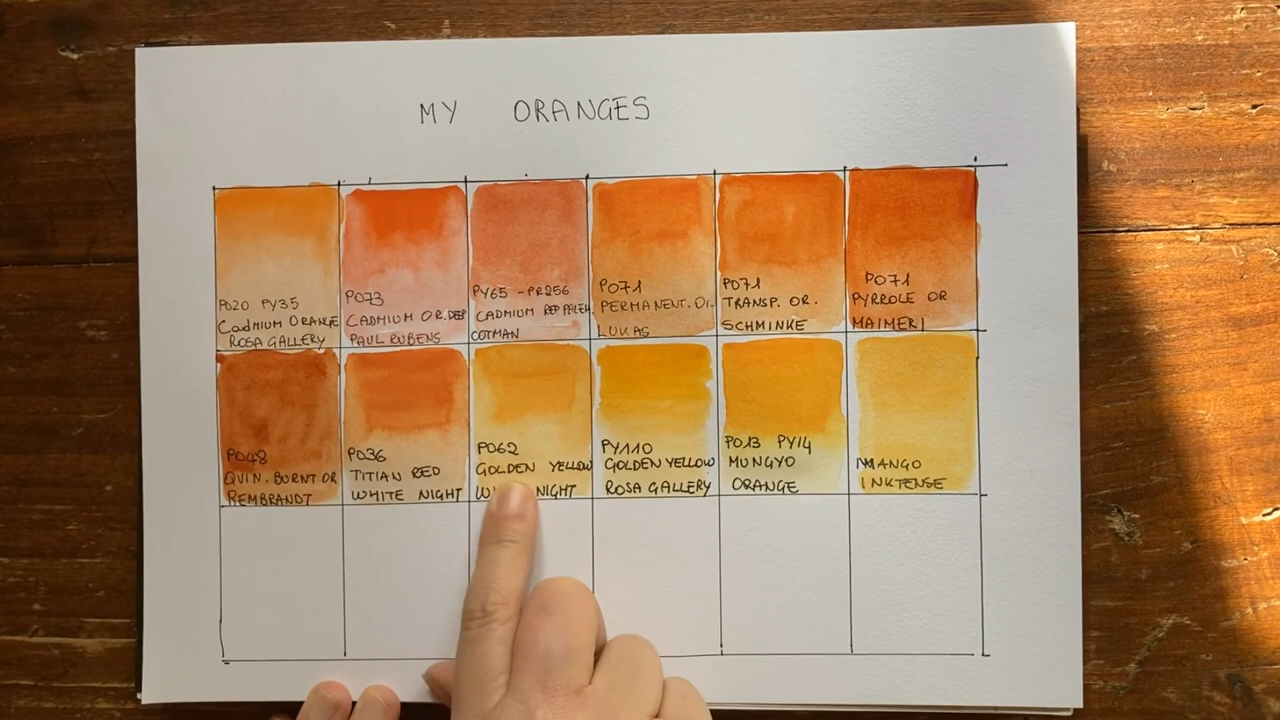 MY ORANGES
PO20 PY35
CADMIUM ORANGE
ROSA GALLERY
PO73
CADMIUM OR. DEEP
PAUL RUBENS
PY65 - PR256
CADMIUM RED
COTMAN
PO71
PERMANENT. Or.
LUKAS
PO71
TRANSP. OR.
SCHMINKE
PO71
PYRROLE OR
MAIMERI
PO48
QUIN. BURNT OR
REMBRANDT
PO36
TITIAN RED
WHITE NIGHT
PO62
GOLDEN YELLOW
NIGHT
PY110
GOLDEN YELLOW
ROSA GALLERY
PO13 PY14
MUNGYO
ORANGE
MANGO
INKTENSE